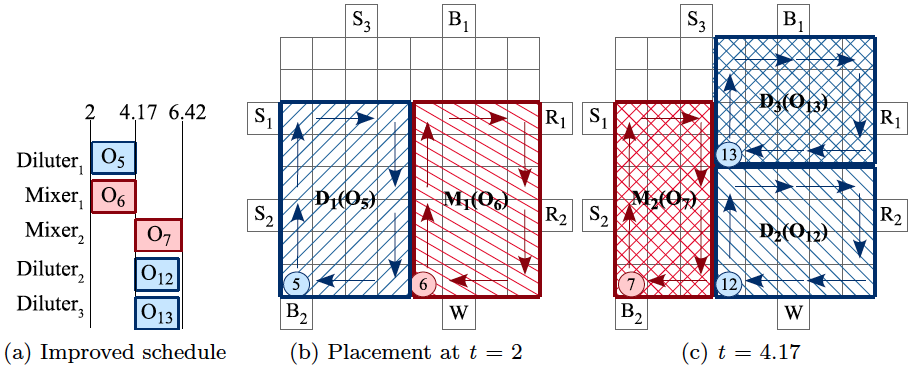 2 4.17 6.42
Diluter1 O5
Mixer1 O6
Mixer2 O7
Diluter2 O12
Diluter3 O13
(a) Improved schedule
S3 B1
S1 R1
D1(O5) M1(O6)
S2 R2
5 6
B2 W
(b) Placement at t = 2
B1
D3(O13)
S1 R1
13
M2(O7)
S2 R2
D2(O12)
7 12
B2 W
(c) t = 4.17